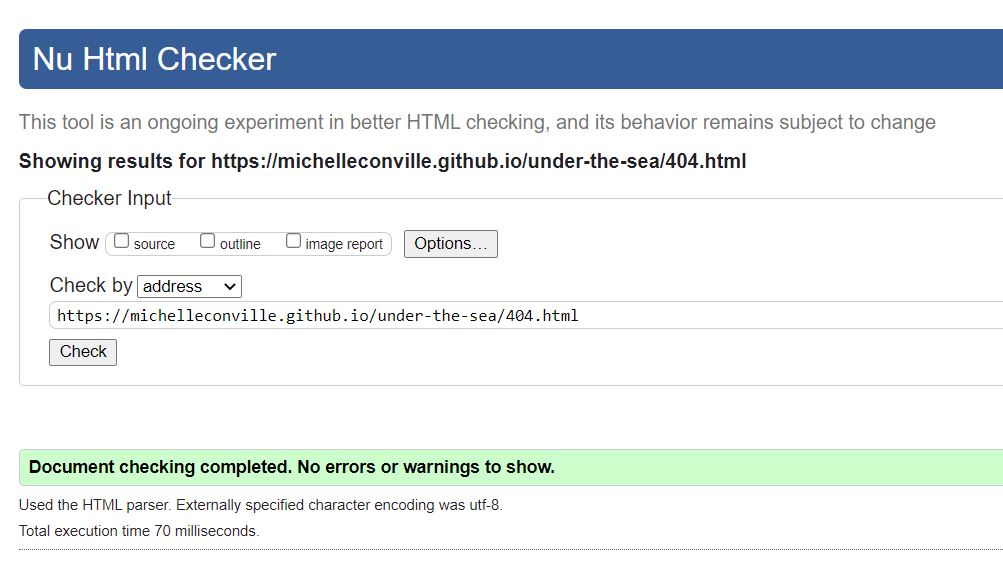 Nu Html Checker
This tool is an ongoing experiment in better HTML checking, and its behavior remains subject to change
Showing results for https://michelleconville.github.io/under-the-sea/404.html
Checker Input
Show source outline image report Options...
Check by address
https://michelleconville.github.io/under-the-sea/404.html
Check
Document checking completed. No errors or warnings to show.
Used the HTML parser. Externally specified character encoding was utf-8.
Total execution time 70 milliseconds.